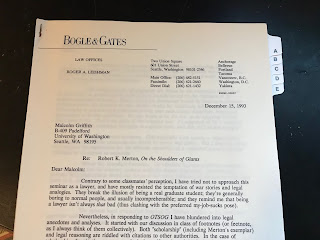 BOGLE & GATES
LAW OFFICES
ROGER A. LEISHMAN
Two Union Square
601 Union Street
Seattle, Washington 98101-2346
Main Office (206) 682-5151
Facsimile (206) 621-2660
Direct Dial (206) 621-1452
Anchorage
Bellevue
Portland
Tacoma
Vancouver, B.C.
Washington, D.C.
Yakima
A
B
C
D
E
December 15, 1993
Malcolm Griffith
B-409 Padelford
University of Washington
Seattle, WA 98195
Re: Robert K. Merton, On the Shoulders of Giants
Dear Malcolm:
Contrary to some classmates' perception, I have tried not to approach this
seminar as a lawyer, and have mostly resisted the temptation of war stories and legal
analogies. They break the illusion of being a real graduate student; they're generally
boring to normal people, and usually incomprehensible; and they remind me that being
a lawyer isn't always that bad (thus clashing with the preferred my-job-sucks pose).
Nevertheless, in responding to OTSOG I have blundered into legal
anecdotes and analyses. It started with our discussion of class of footnotes (or footnote,
as I always think of them collectively). Both "scholarship" (including Merton's exemplar)
and legal reasoning are riddled with citations to other authorities. In the case of